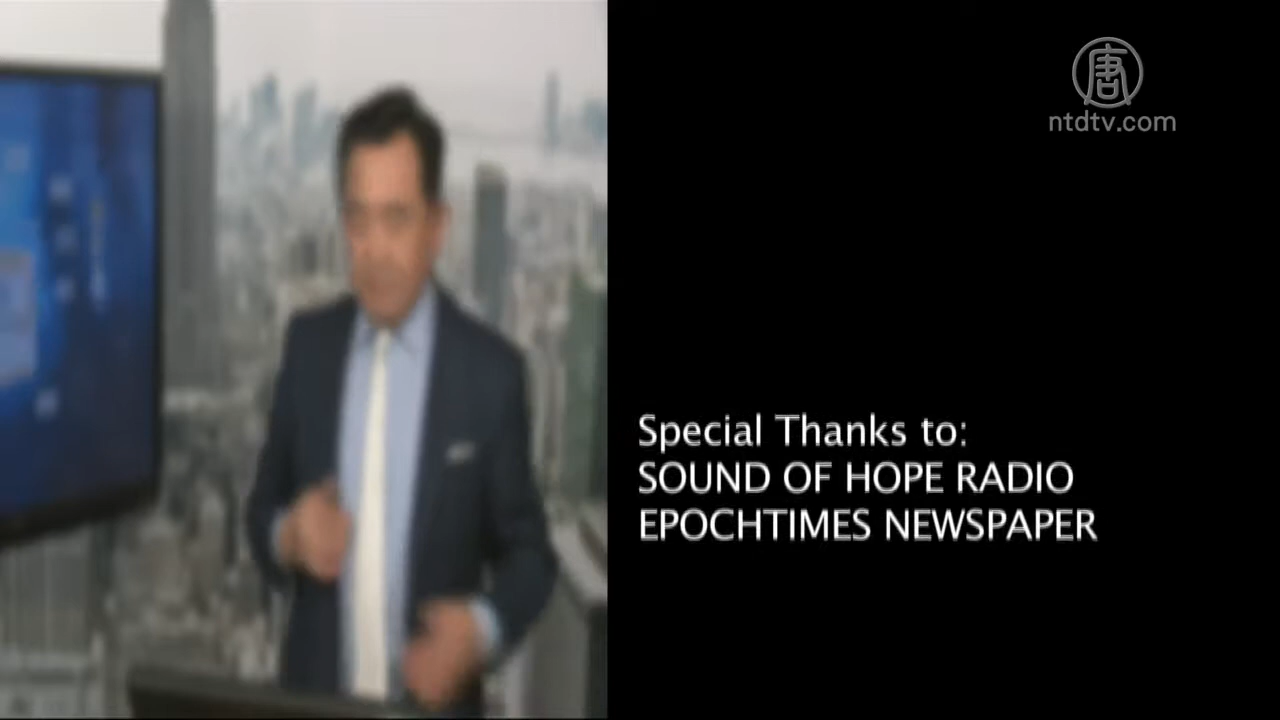 唐
ntdtv.com
Special Thanks to:
SOUND OF HOPE RADIO
EPOCHTIMES NEWSPAPER